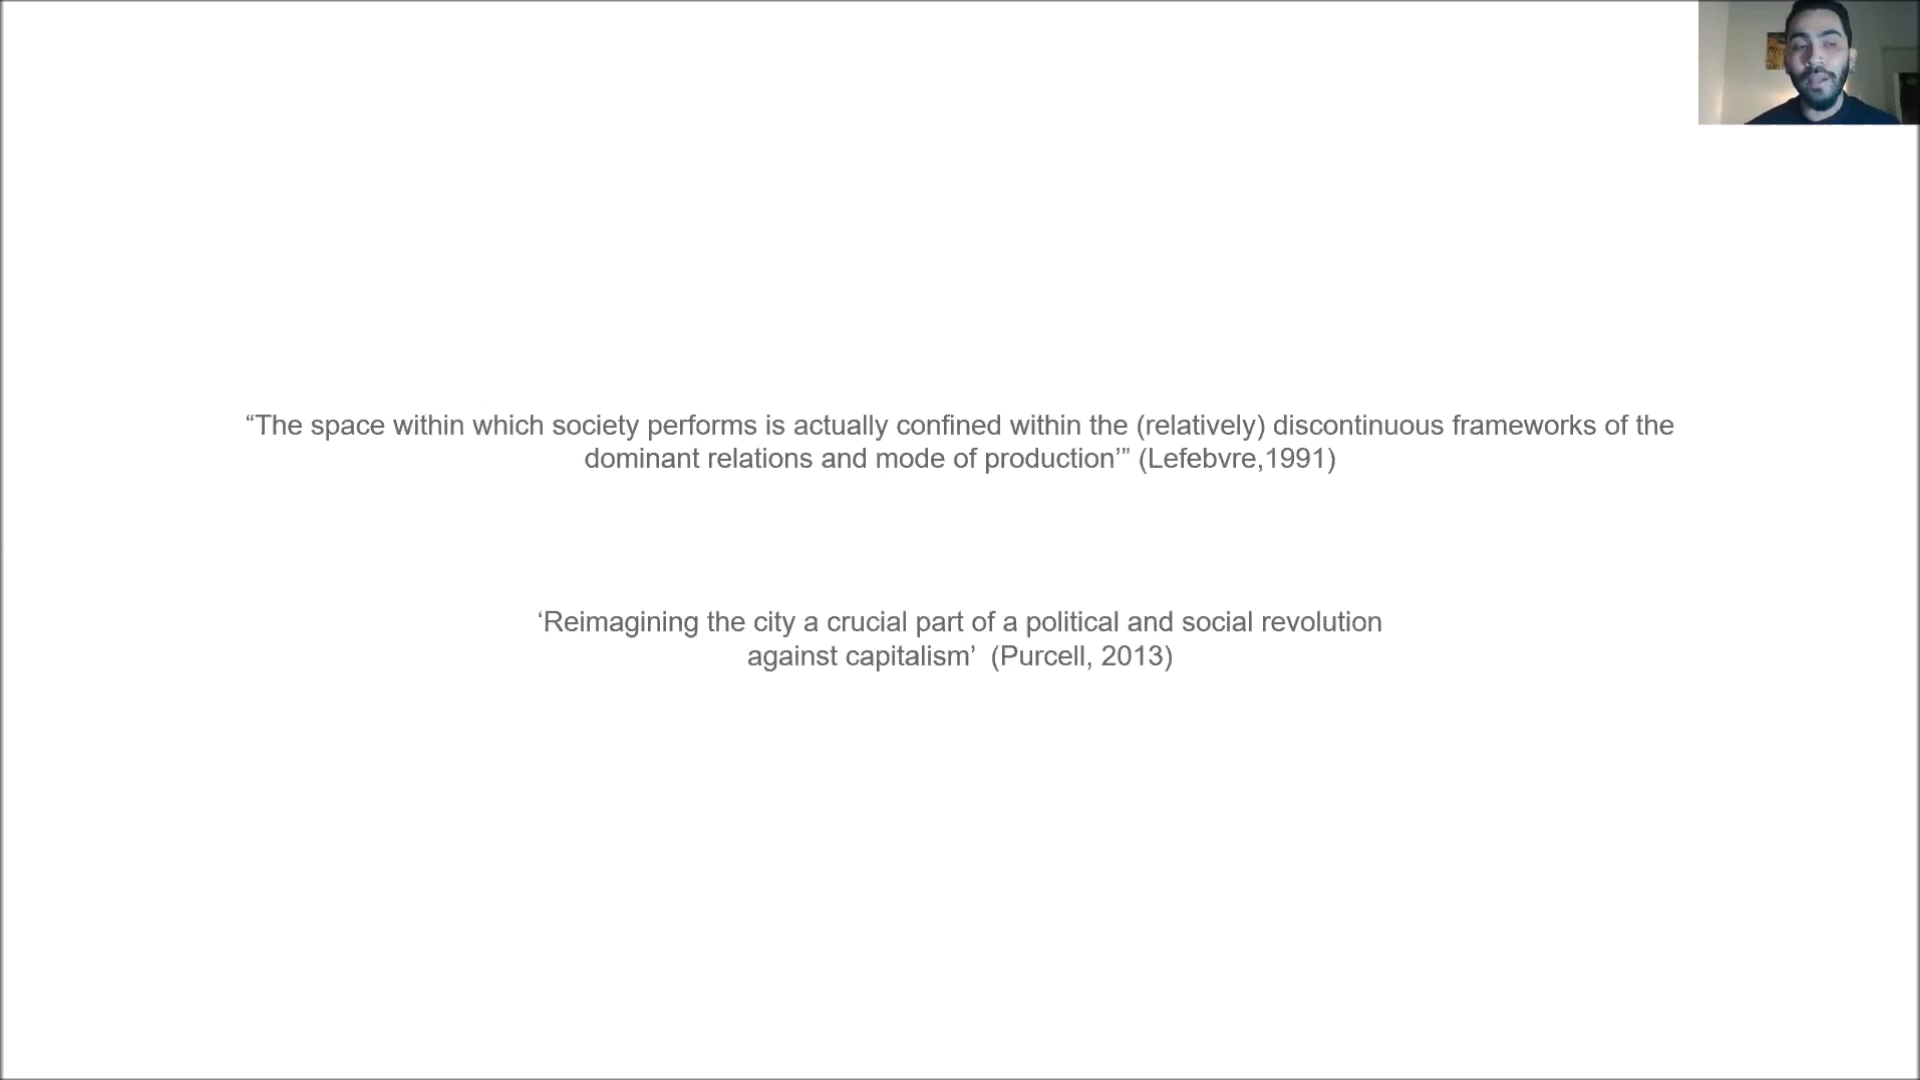 “The space within which society performs is actually confined within the (relatively) discontinuous frameworks of the
dominant relations and mode of production’” (Lefebvre,1991)
‘Reimagining the city a crucial part of a political and social revolution
against capitalism’  (Purcell, 2013)